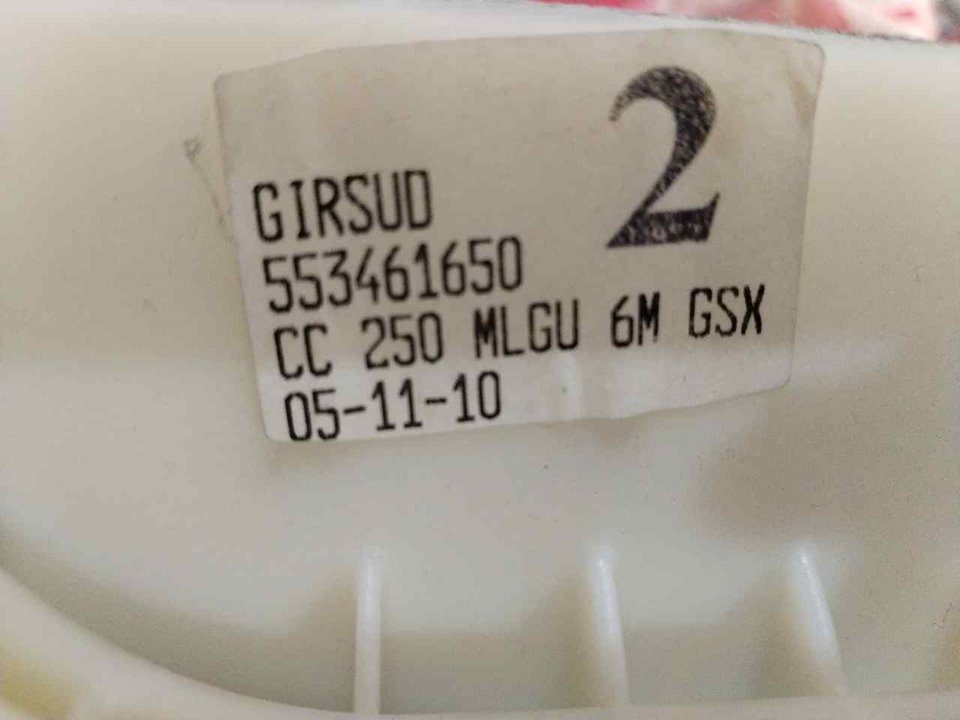 2
GIRSUD
553461650
CC 250 MLGU 6M GSX
05-11-10